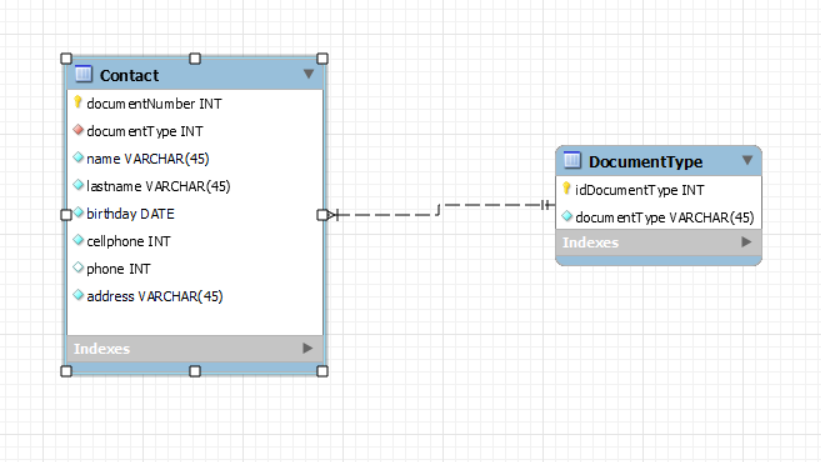 Contact
documentNumber INT
documentType INT
name VARCHAR(45)
lastname VARCHAR(45)
birthday DATE
cellphone INT
phone INT
address VARCHAR(45)
Indexes
DocumentType
idDocumentType INT
documentType VARCHAR(45)
Indexes